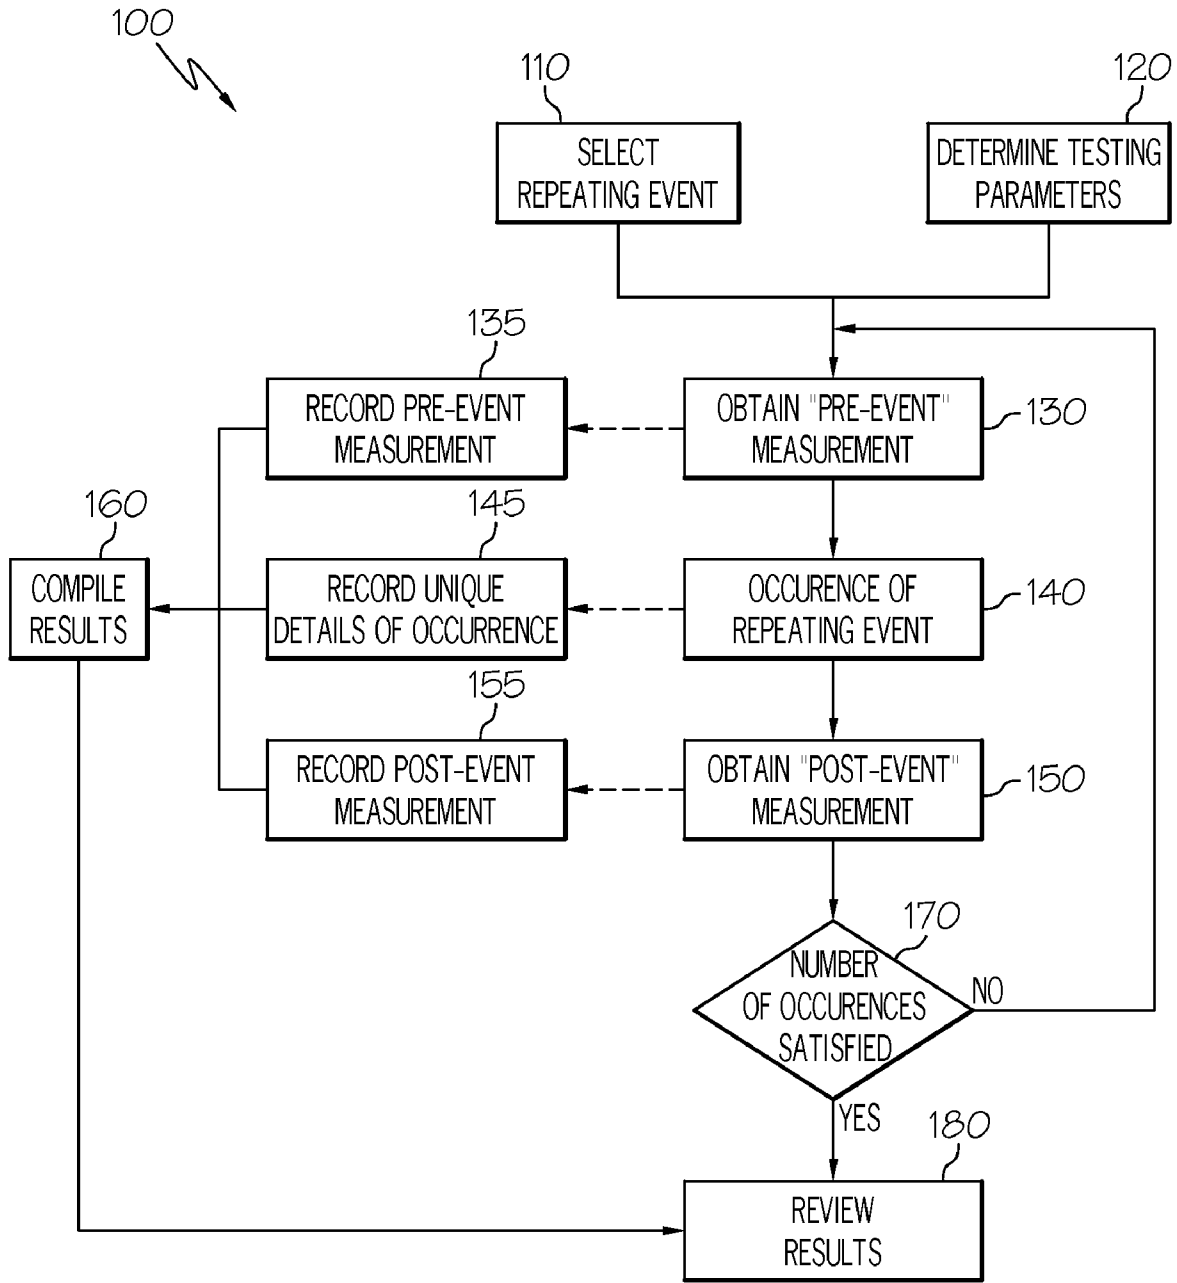 100
110
120
SELECT
REPEATING EVENT
DETERMINE TESTING
PARAMETERS
135
RECORD PRE-EVENT
MEASUREMENT
OBTAIN "PRE-EVENT"
MEASUREMENT
130
160
145
COMPILE
RESULTS
RECORD UNIQUE
DETAILS OF OCCURRENCE
OCCURENCE OF
REPEATING EVENT
140
155
RECORD POST-EVENT
MEASUREMENT
OBTAIN "POST-EVENT"
MEASUREMENT
150
170
NUMBER
OF OCCURENCES
SATISFIED
NO
YES
180
REVIEW
RESULTS